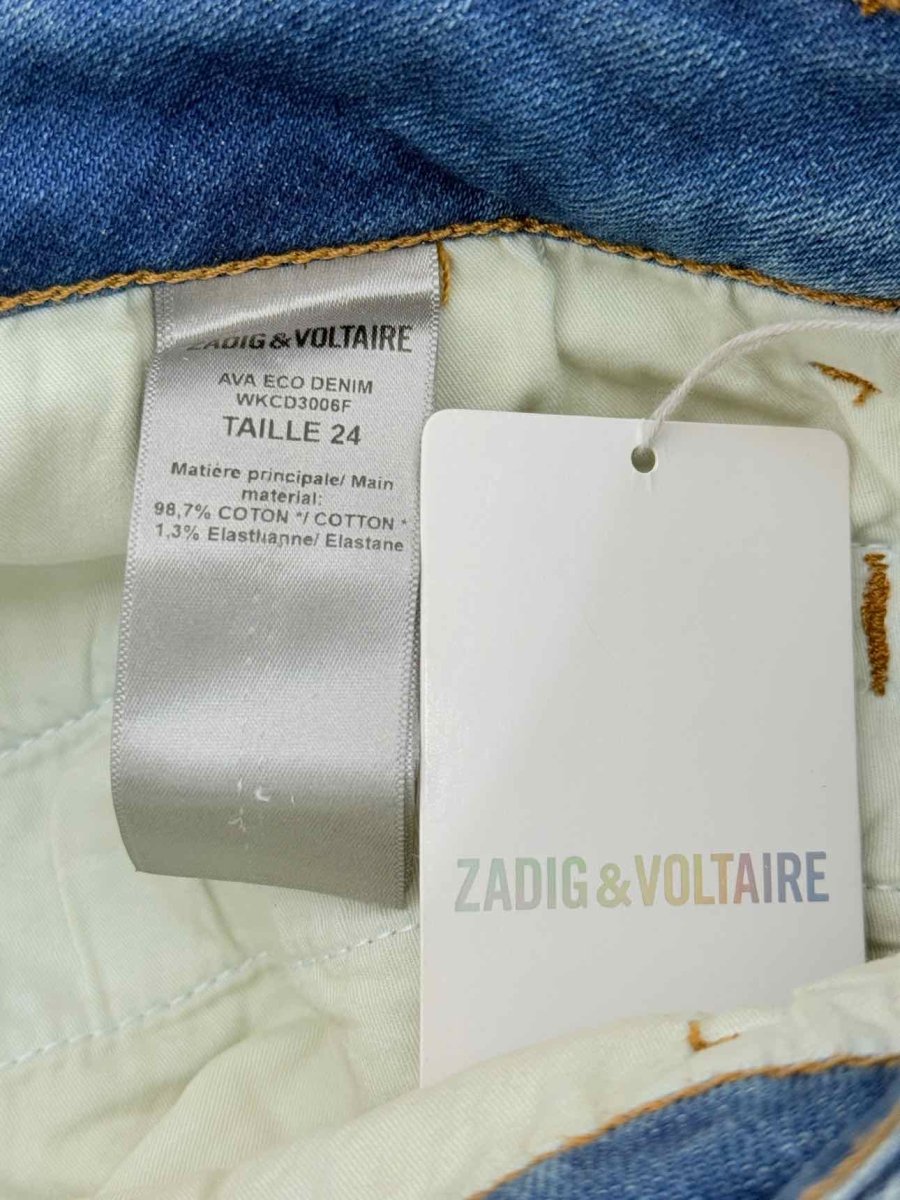 ZADIG & VOLTAIRE
AVA ECO DENIM
WKCD3006F
TAILLE 24
Matière principale/ Main
material:
98,7% COTON */ COTTON *
1,3% Elasthanne/ Elastane
ZADIG & VOLTAIRE